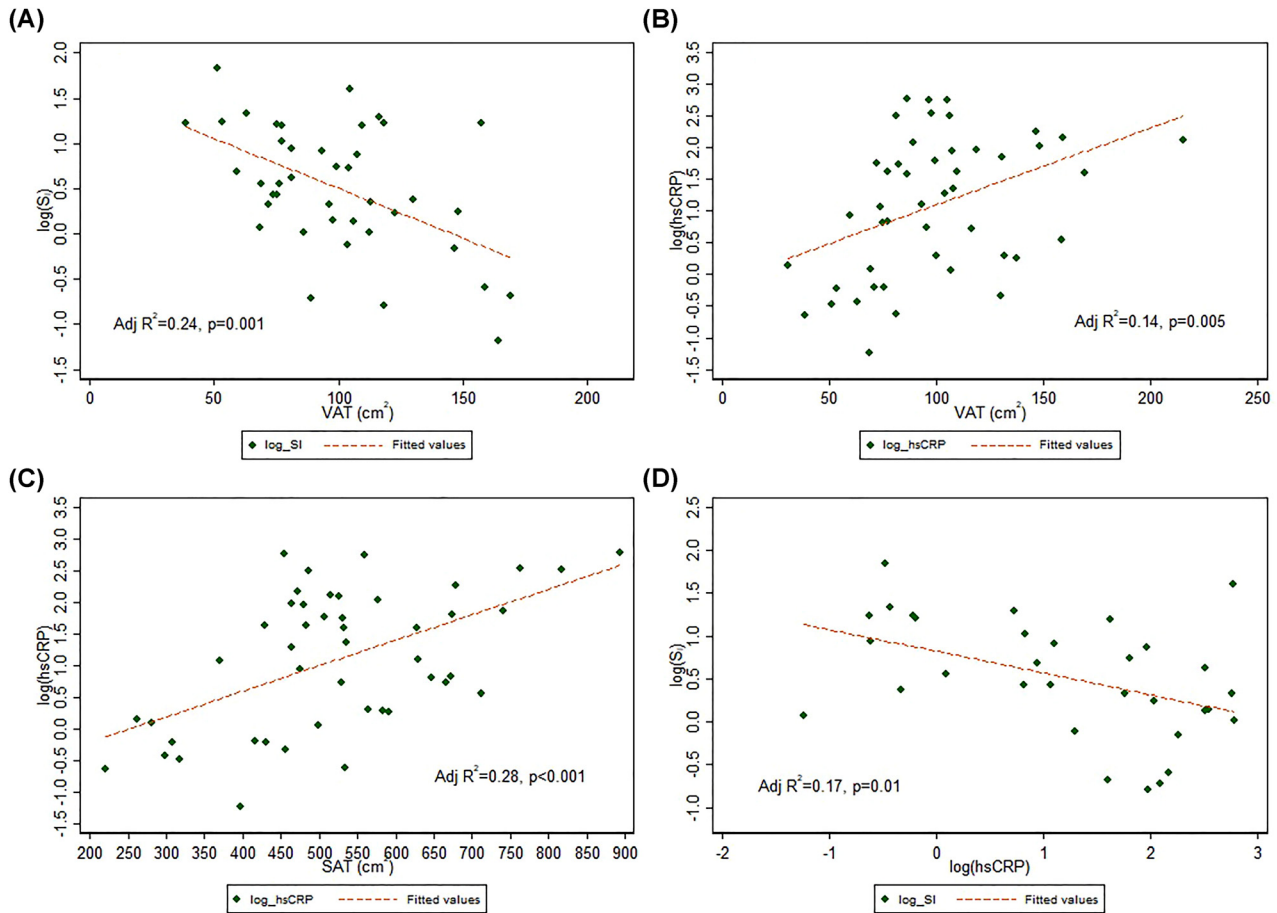 (A)
log(Sᵢ)
2.0
1.5
1.0
0.5
0.0
-0.5
-1.0
-1.5
Adj R²=0.24, p=0.001
0 50 100 150 200
VAT (cm²)
log_SI Fitted values
(B)
log(hsCRP)
3.5
3.0
2.5
2.0
1.5
1.0
0.5
0.0
-0.5
-1.0
-1.5
Adj R²=0.14, p=0.005
0 50 100 150 200 250
VAT (cm²)
log_hsCRP Fitted values
(C)
log(hsCRP)
3.5
3.0
2.5
2.0
1.5
1.0
0.5
0.0
-0.5
-1.0
-1.5
Adj R²=0.28, p<0.001
200 250 300 350 400 450 500 550 600 650 700 750 800 850 900
SAT (cm²)
log_hsCRP Fitted values
(D)
log(Sᵢ)
2.5
2.0
1.5
1.0
0.5
0.0
-0.5
-1.0
Adj R²=0.17, p=0.01
-2 -1 0 1 2 3
log(hsCRP)
log_SI Fitted values